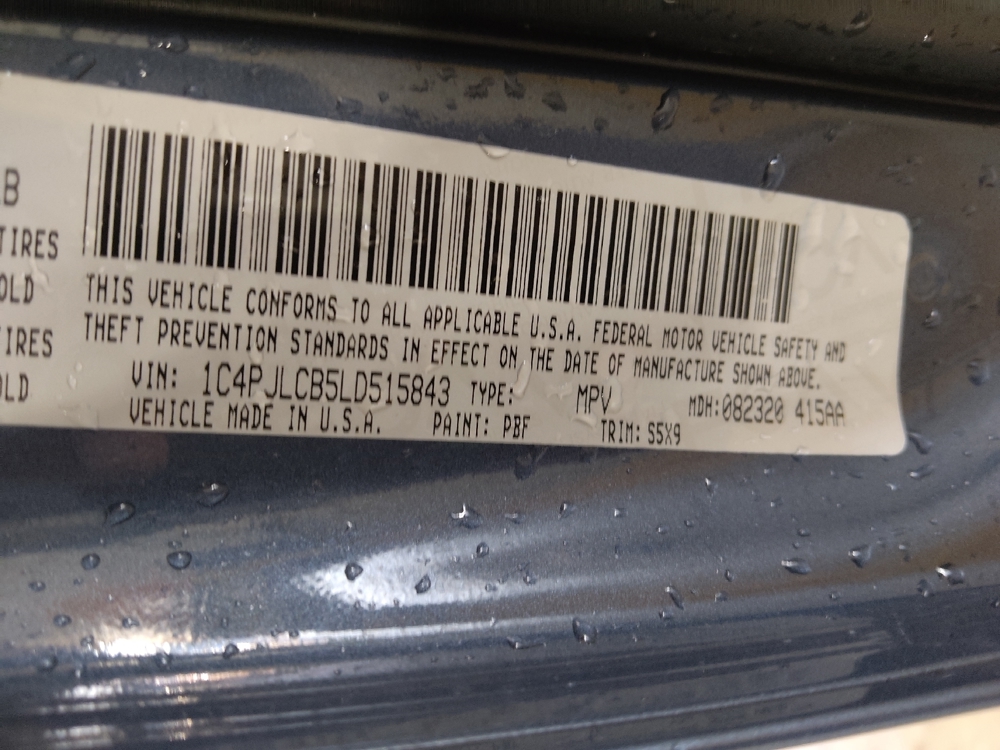 B
TIRES
OLD
TIRES
OLD
THIS VEHICLE CONFORMS TO ALL APPLICABLE U.S.A. FEDERAL MOTOR VEHICLE SAFETY AND
THEFT PREVENTION STANDARDS IN EFFECT ON THE DATE OF MANUFACTURE SHOWN ABOVE.
VIN: 1C4PJLCB5LD515843 TYPE: MPV MDH:082320 415AA
VEHICLE MADE IN U.S.A. PAINT: PBF TRIM: S5X9